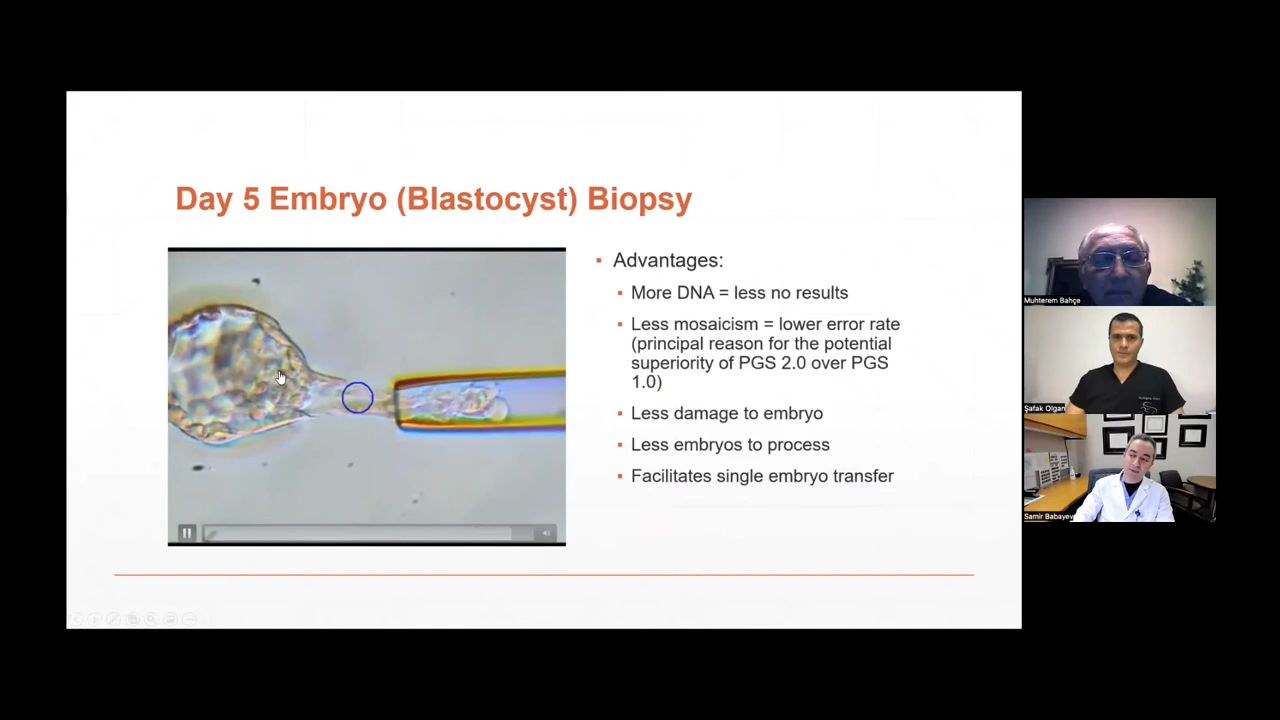 Day 5 Embryo (Blastocyst) Biopsy
Advantages:
More DNA = less no results
Less mosaicism = lower error rate
(principal reason for the potential
superiority of PGS 2.0 over PGS
1.0)
Less damage to embryo
Less embryos to process
Facilitates single embryo transfer
Muhterem Bahçe
Şafak Olgan
Samir Babayev